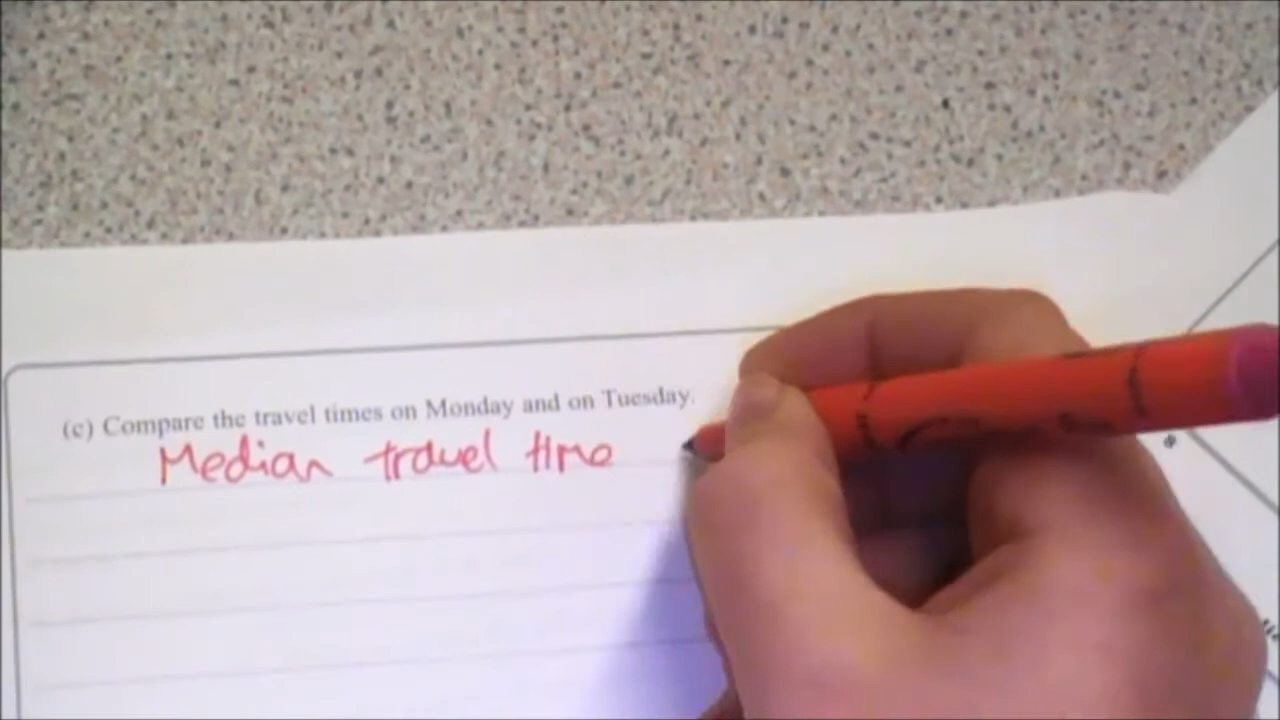 (c) Compare the travel times on Monday and on Tuesday.
Median travel time